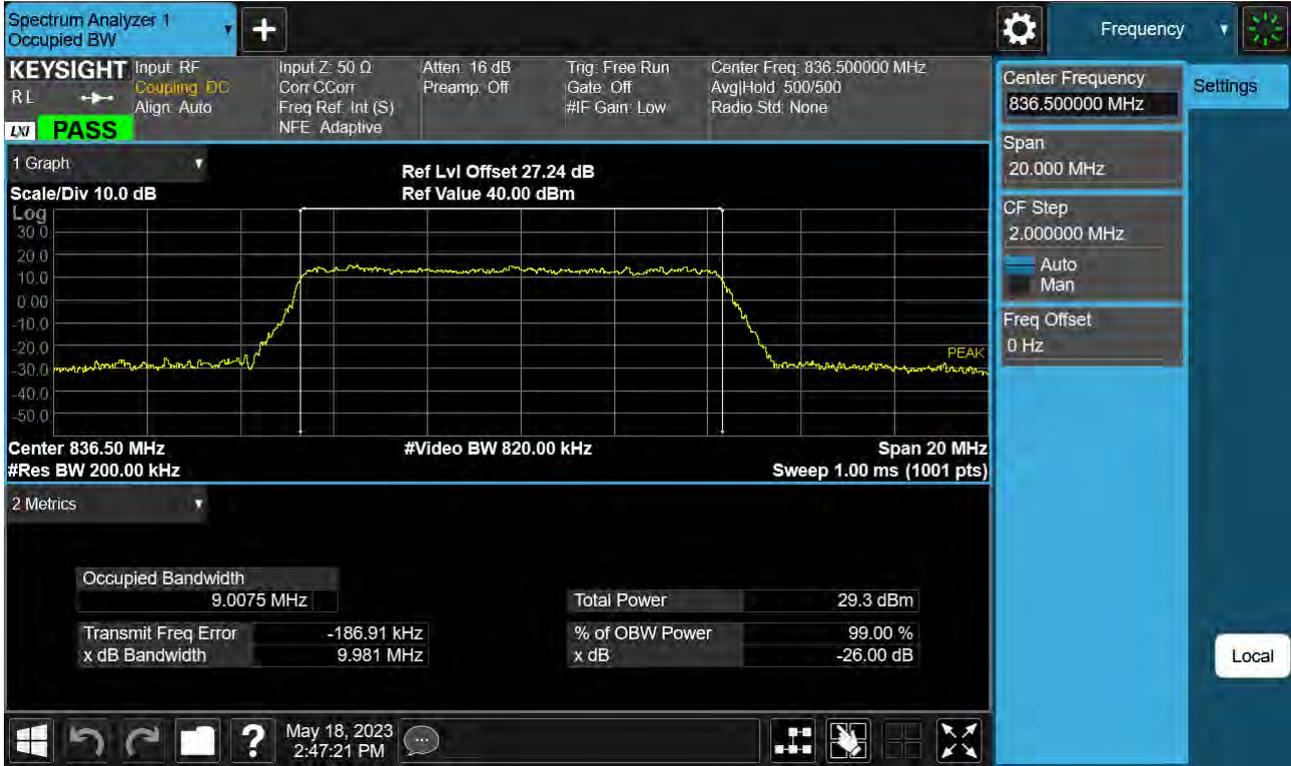 Spectrum Analyzer 1
Occupied BW
+
Frequency
KEYSIGHT
RL
LXI PASS
Input: RF
Coupling: DC
Align: Auto
Input Z: 50 Ω
Corr CCorr
Freq Ref: Int (S)
NFE: Adaptive
Atten: 16 dB
Preamp: Off
Trig: Free Run
Gate: Off
#IF Gain: Low
Center Freq: 836.500000 MHz
Avg|Hold: 500/500
Radio Std: None
Center Frequency
836.500000 MHz
Settings
Span
20.000 MHz
CF Step
2.000000 MHz
Auto
Man
Freq Offset
0 Hz
Local
1 Graph
Scale/Div 10.0 dB
Ref Lvl Offset 27.24 dB
Ref Value 40.00 dBm
Log
30.0
20.0
10.0
0.00
-10.0
-20.0
-30.0
-40.0
-50.0
PEAK
Center 836.50 MHz
#Video BW 820.00 kHz
Span 20 MHz
#Res BW 200.00 kHz
Sweep 1.00 ms (1001 pts)
2 Metrics
Occupied Bandwidth
9.0075 MHz
Total Power 29.3 dBm
Transmit Freq Error -186.91 kHz
% of OBW Power 99.00 %
x dB Bandwidth 9.981 MHz
x dB -26.00 dB
?
May 18, 2023
2:47:21 PM